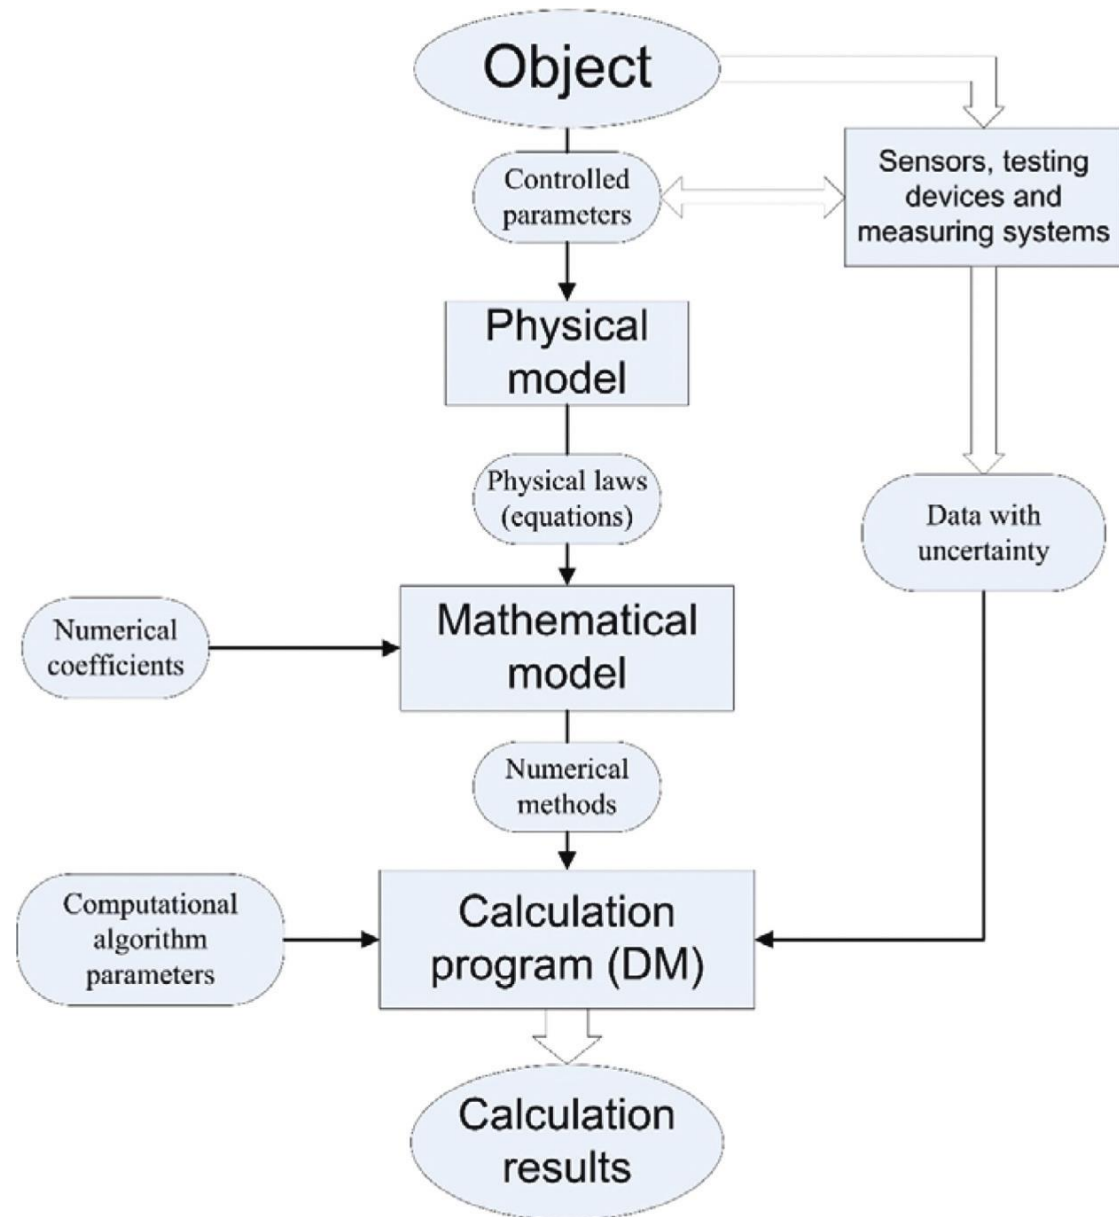 Object
Sensors, testing
devices and
measuring systems
Controlled
parameters
Physical
model
Physical laws
(equations)
Data with
uncertainty
Numerical
coefficients
Mathematical
model
Numerical
methods
Computational
algorithm
parameters
Calculation
program (DM)
Calculation
results